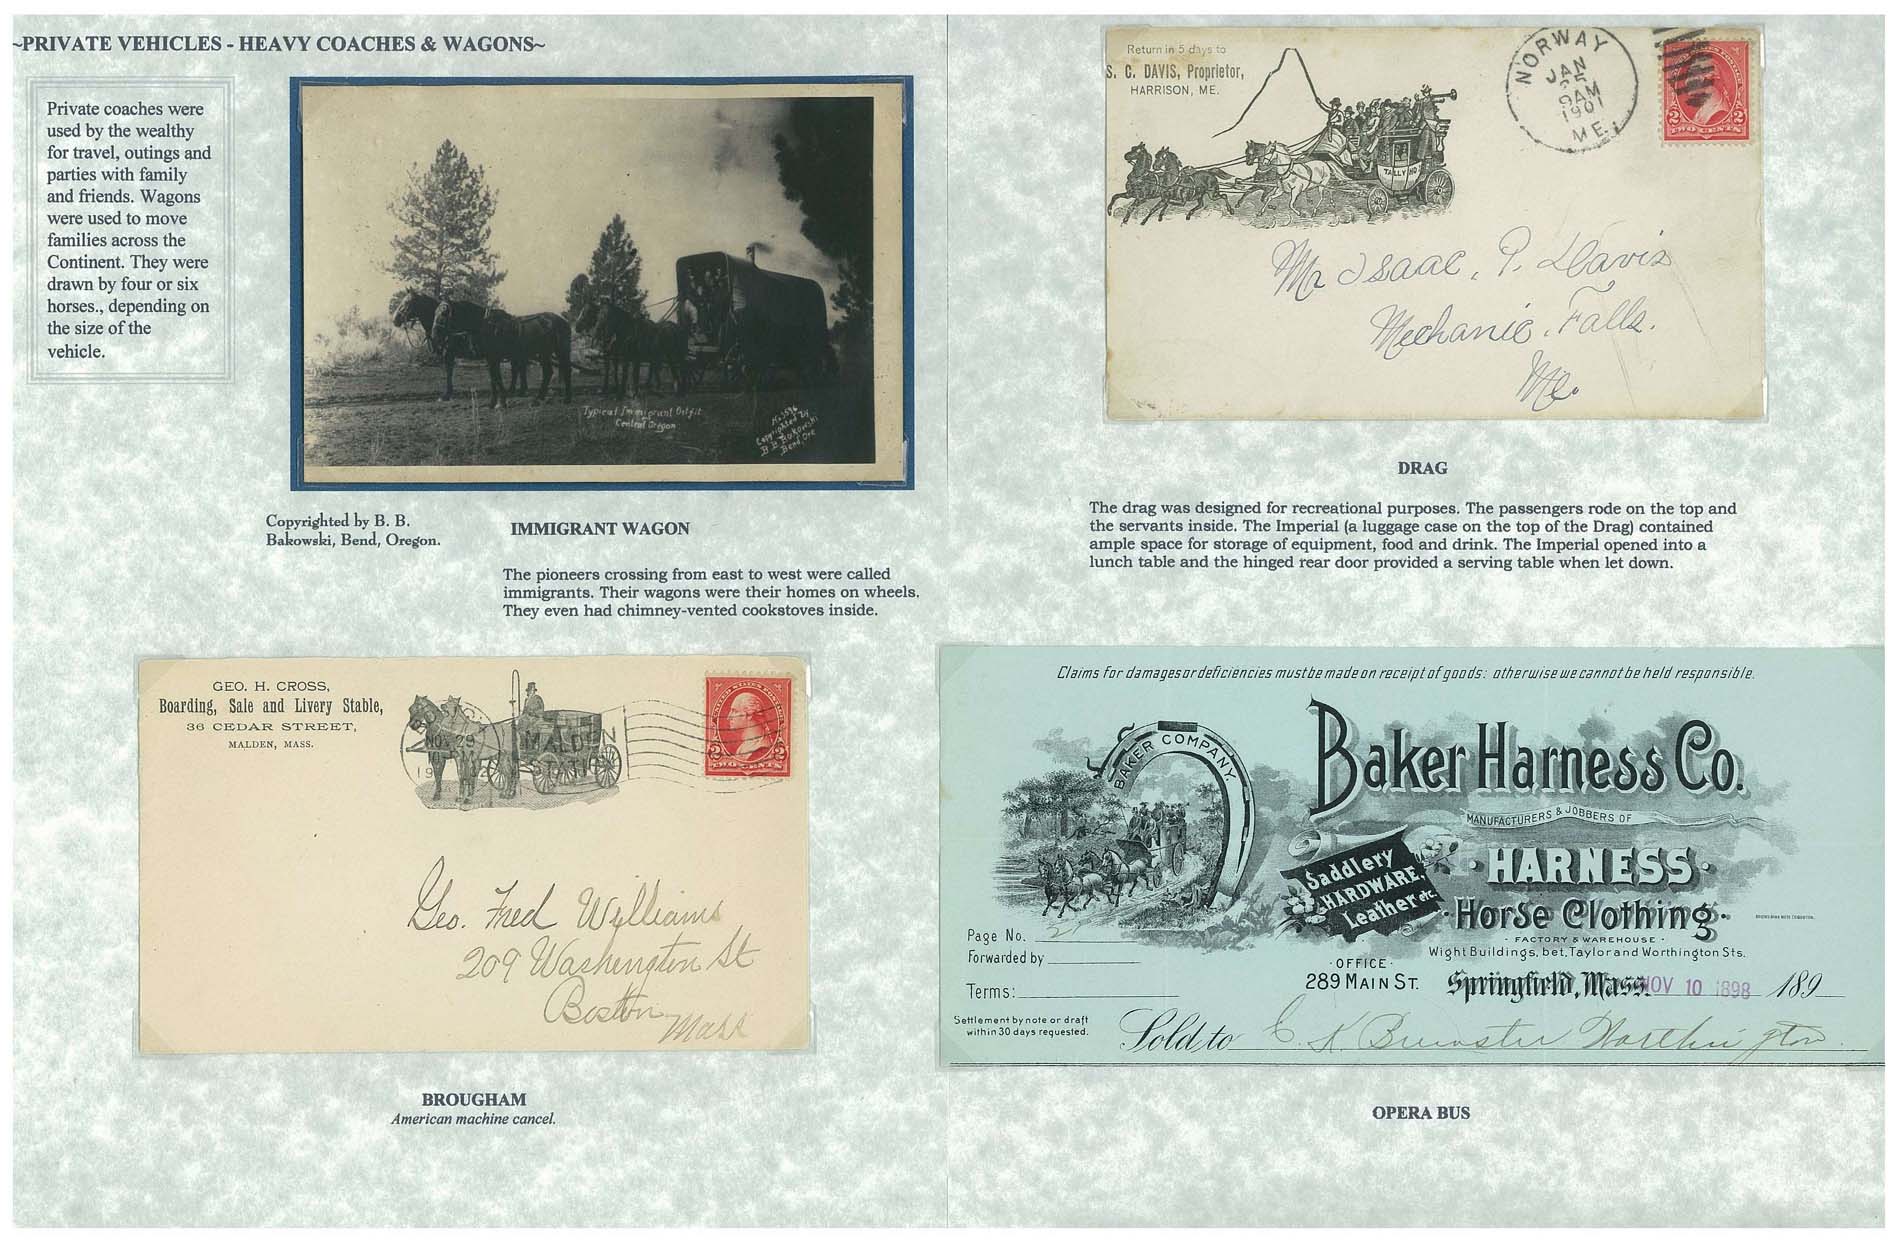 ~PRIVATE VEHICLES - HEAVY COACHES & WAGONS~
Private coaches were
used by the wealthy
for travel, outings and
parties with family
and friends. Wagons
were used to move
families across the
Continent. They were
drawn by four or six
horses., depending on
the size of the
vehicle.
Typical Immigrant Outfit
Central Oregon
Copyrighted by
B.B. Bakowski
Bend, Ore
Copyrighted by B. B.
Bakowski, Bend, Oregon.
IMMIGRANT WAGON
The pioneers crossing from east to west were called
immigrants. Their wagons were their homes on wheels.
They even had chimney-vented cookstoves inside.
GEO. H. CROSS,
Boarding, Sale and Livery Stable,
36 CEDAR STREET,
MALDEN, MASS.
NOV 29
MALDEN
STATION
TWO CENTS
Geo. Fred Williams
209 Washington St
Boston
Mass
BROUGHAM
American machine cancel.
Return in 5 days to
S. C. DAVIS, Proprietor,
HARRISON, ME.
TALLY HO
NORWAY
JAN
9AM
1901
ME.
2 2
TWO CENTS
Mr Isaac. P. Davis
Mechanic. Falls.
Me.
DRAG
The drag was designed for recreational purposes. The passengers rode on the top and
the servants inside. The Imperial (a luggage case on the top of the Drag) contained
ample space for storage of equipment, food and drink. The Imperial opened into a
lunch table and the hinged rear door provided a serving table when let down.
Claims for damages or deficiencies must be made on receipt of goods: otherwise we cannot be held responsible.
BAKER COMPANY.
Baker Harness Co.
MANUFACTURERS & JOBBERS OF
Saddlery
HARDWARE,
Leather etc.
· HARNESS ·
· Horse Clothing ·
· FACTORY & WAREHOUSE ·
Wight Buildings, bet. Taylor and Worthington Sts.
Page No. 2
Forwarded by
· OFFICE ·
289 MAIN ST.
Springfield, Mass. NOV 10 1898 189
Terms:
Settlement by note or draft
within 30 days requested.
Sold to C. K. Brewster Worthington
OPERA BUS